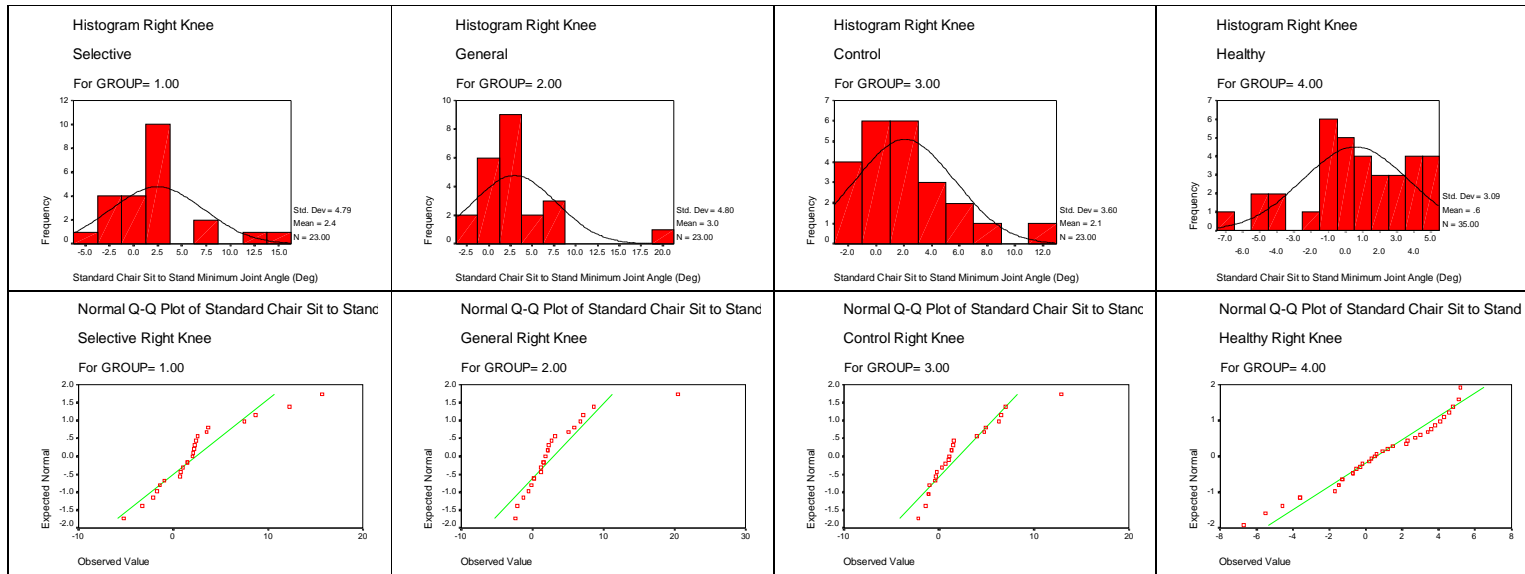 Histogram Right Knee
Selective
For GROUP= 1.00
12
10
8
6
4
2
0
Frequency
Std. Dev = 4.79
Mean = 2.4
N = 23.00
-5.0 -2.5 0.0 2.5 5.0 7.5 10.0 12.5 15.0
Standard Chair Sit to Stand Minimum Joint Angle (Deg)
Histogram Right Knee
General
For GROUP= 2.00
10
8
6
4
2
0
Frequency
Std. Dev = 4.80
Mean = 3.0
N = 23.00
-2.5 0.0 2.5 5.0 7.5 10.0 12.5 15.0 17.5 20.0
Standard Chair Sit to Stand Minimum Joint Angle (Deg)
Histogram Right Knee
Control
For GROUP= 3.00
7
6
5
4
3
2
1
0
Frequency
Std. Dev = 3.60
Mean = 2.1
N = 23.00
-2.0 0.0 2.0 4.0 6.0 8.0 10.0 12.0
Standard Chair Sit to Stand Minimum Joint Angle (Deg)
Histogram Right Knee
Healthy
For GROUP= 4.00
7
6
5
4
3
2
1
0
Frequency
Std. Dev = 3.09
Mean = .6
N = 35.00
-7.0 -5.0 -3.0 -1.0 1.0 3.0 5.0
-6.0 -4.0 -2.0 0.0 2.0 4.0
Standard Chair Sit to Stand Minimum Joint Angle (Deg)
Normal Q-Q Plot of Standard Chair Sit to Stand
Selective Right Knee
For GROUP= 1.00
2.0
1.5
1.0
.5
0.0
-.5
-1.0
-1.5
-2.0
Expected Normal
-10 0 10 20
Observed Value
Normal Q-Q Plot of Standard Chair Sit to Stand
General Right Knee
For GROUP= 2.00
2.0
1.5
1.0
.5
0.0
-.5
-1.0
-1.5
-2.0
Expected Normal
-10 0 10 20 30
Observed Value
Normal Q-Q Plot of Standard Chair Sit to Stand
Control Right Knee
For GROUP= 3.00
2.0
1.5
1.0
.5
0.0
-.5
-1.0
-1.5
-2.0
Expected Normal
-10 0 10 20
Observed Value
Normal Q-Q Plot of Standard Chair Sit to Stand
Healthy Right Knee
For GROUP= 4.00
2
1
0
-1
-2
Expected Normal
-8 -6 -4 -2 0 2 4 6 8
Observed Value